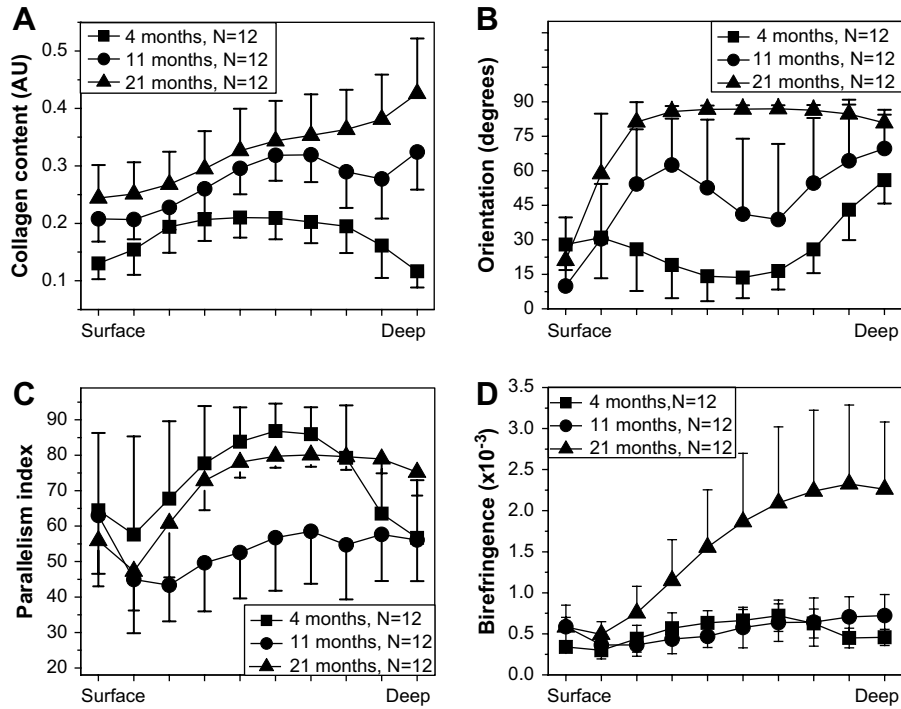 A
Collagen content (AU)
0.5
0.4
0.3
0.2
0.1
4 months, N=12
11 months, N=12
21 months, N=12
Surface
Deep
B
Orientation (degrees)
90
75
60
45
30
15
0
4 months, N=12
11 months, N=12
21 months, N=12
Surface
Deep
C
Parallelism index
90
80
70
60
50
40
30
20
4 months, N=12
11 months, N=12
21 months, N=12
Surface
Deep
D
Birefringence (x10⁻³)
3.5
3.0
2.5
2.0
1.5
1.0
0.5
0.0
4 months,N=12
11 months, N=12
21 months, N=12
Surface
Deep